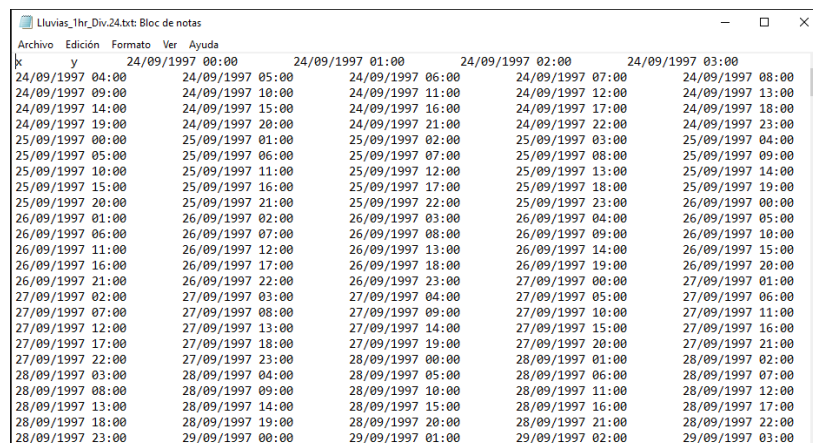 Lluvias_1hr_Div.24.txt: Bloc de notas
Archivo Edición Formato Ver Ayuda
x y 24/09/1997 00:00 24/09/1997 01:00 24/09/1997 02:00 24/09/1997 03:00
24/09/1997 04:00 24/09/1997 05:00 24/09/1997 06:00 24/09/1997 07:00 24/09/1997 08:00
24/09/1997 09:00 24/09/1997 10:00 24/09/1997 11:00 24/09/1997 12:00 24/09/1997 13:00
24/09/1997 14:00 24/09/1997 15:00 24/09/1997 16:00 24/09/1997 17:00 24/09/1997 18:00
24/09/1997 19:00 24/09/1997 20:00 24/09/1997 21:00 24/09/1997 22:00 24/09/1997 23:00
25/09/1997 00:00 25/09/1997 01:00 25/09/1997 02:00 25/09/1997 03:00 25/09/1997 04:00
25/09/1997 05:00 25/09/1997 06:00 25/09/1997 07:00 25/09/1997 08:00 25/09/1997 09:00
25/09/1997 10:00 25/09/1997 11:00 25/09/1997 12:00 25/09/1997 13:00 25/09/1997 14:00
25/09/1997 15:00 25/09/1997 16:00 25/09/1997 17:00 25/09/1997 18:00 25/09/1997 19:00
25/09/1997 20:00 25/09/1997 21:00 25/09/1997 22:00 25/09/1997 23:00 26/09/1997 00:00
26/09/1997 01:00 26/09/1997 02:00 26/09/1997 03:00 26/09/1997 04:00 26/09/1997 05:00
26/09/1997 06:00 26/09/1997 07:00 26/09/1997 08:00 26/09/1997 09:00 26/09/1997 10:00
26/09/1997 11:00 26/09/1997 12:00 26/09/1997 13:00 26/09/1997 14:00 26/09/1997 15:00
26/09/1997 16:00 26/09/1997 17:00 26/09/1997 18:00 26/09/1997 19:00 26/09/1997 20:00
26/09/1997 21:00 26/09/1997 22:00 26/09/1997 23:00 27/09/1997 00:00 27/09/1997 01:00
27/09/1997 02:00 27/09/1997 03:00 27/09/1997 04:00 27/09/1997 05:00 27/09/1997 06:00
27/09/1997 07:00 27/09/1997 08:00 27/09/1997 09:00 27/09/1997 10:00 27/09/1997 11:00
27/09/1997 12:00 27/09/1997 13:00 27/09/1997 14:00 27/09/1997 15:00 27/09/1997 16:00
27/09/1997 17:00 27/09/1997 18:00 27/09/1997 19:00 27/09/1997 20:00 27/09/1997 21:00
27/09/1997 22:00 27/09/1997 23:00 28/09/1997 00:00 28/09/1997 01:00 28/09/1997 02:00
28/09/1997 03:00 28/09/1997 04:00 28/09/1997 05:00 28/09/1997 06:00 28/09/1997 07:00
28/09/1997 08:00 28/09/1997 09:00 28/09/1997 10:00 28/09/1997 11:00 28/09/1997 12:00
28/09/1997 13:00 28/09/1997 14:00 28/09/1997 15:00 28/09/1997 16:00 28/09/1997 17:00
28/09/1997 18:00 28/09/1997 19:00 28/09/1997 20:00 28/09/1997 21:00 28/09/1997 22:00
28/09/1997 23:00 29/09/1997 00:00 29/09/1997 01:00 29/09/1997 02:00 29/09/1997 03:00